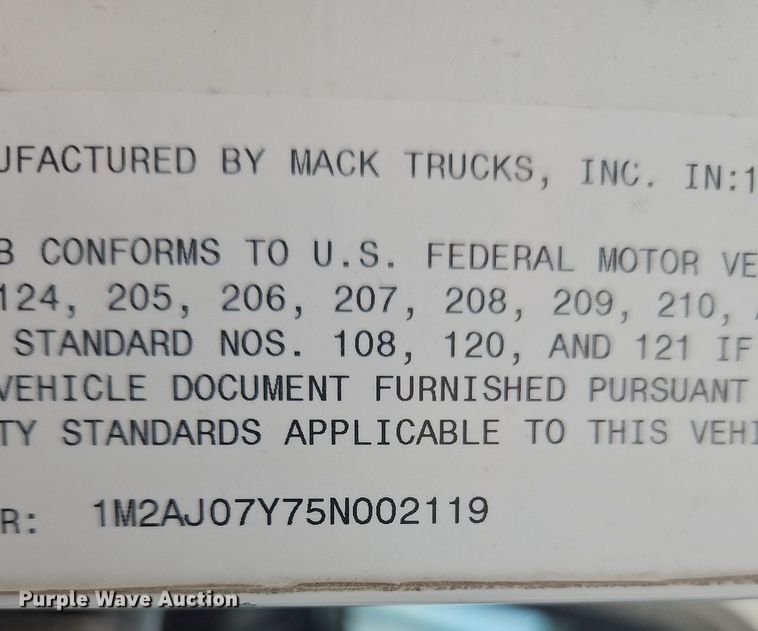 UFACTURED BY MACK TRUCKS, INC. IN:1
B CONFORMS TO U.S. FEDERAL MOTOR VE
124, 205, 206, 207, 208, 209, 210,
STANDARD NOS. 108, 120, AND 121 IF
VEHICLE DOCUMENT FURNISHED PURSUANT
TY STANDARDS APPLICABLE TO THIS VEHI
R: 1M2AJ07Y75N002119
Purple Wave Auction